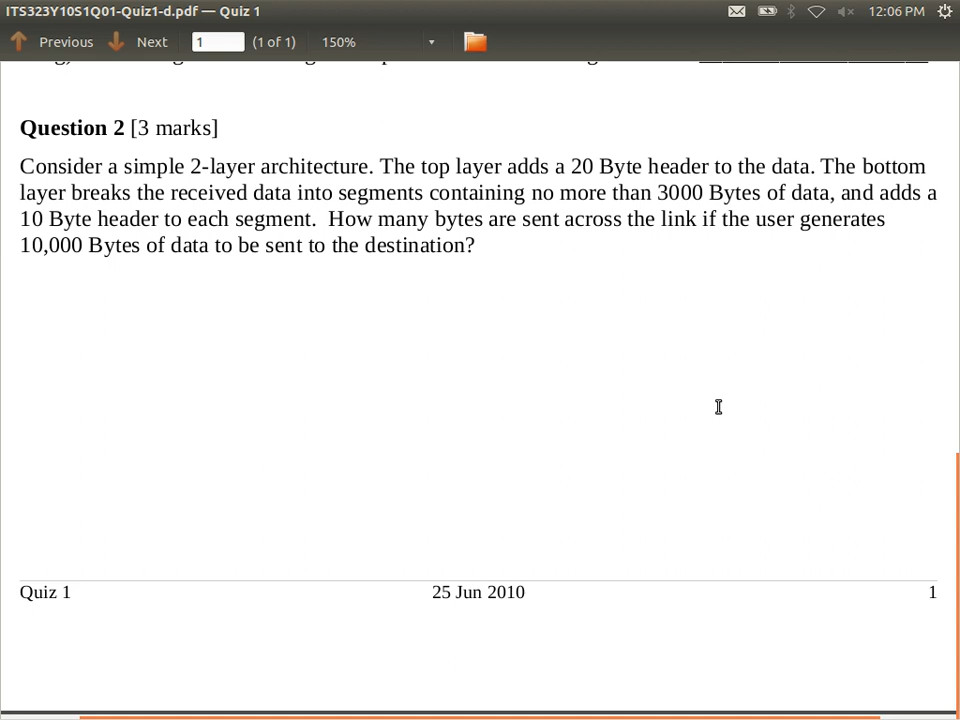 ITS323Y10S1Q01-Quiz1-d.pdf — Quiz 1 12:06 PM
Previous Next 1 (1 of 1) 150%
Question 2 [3 marks]
Consider a simple 2-layer architecture. The top layer adds a 20 Byte header to the data. The bottom
layer breaks the received data into segments containing no more than 3000 Bytes of data, and adds a
10 Byte header to each segment.  How many bytes are sent across the link if the user generates
10,000 Bytes of data to be sent to the destination?
Quiz 1 25 Jun 2010 1